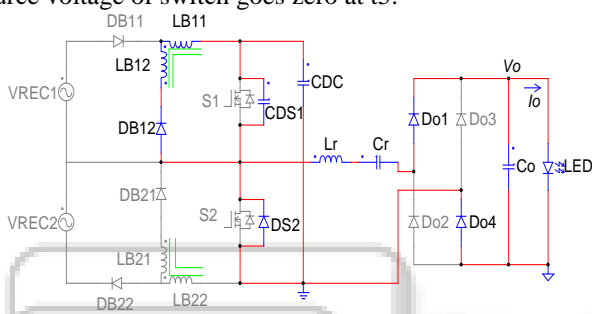 source voltage of switch goes zero at t3.
DB11 LB11
LB12
VREC1
S1
CDS1
CDC
Vo
Io
DB12
Lr
Cr
Do1
Do3
Co
LED
DB21
VREC2
S2
DS2
Do2
Do4
LB21
DB22
LB22